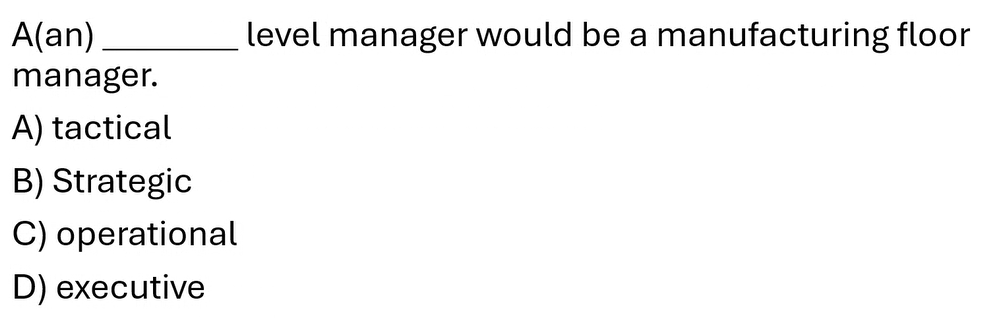 A(an) ________ level manager would be a manufacturing floor
manager.
A) tactical
B) Strategic
C) operational
D) executive